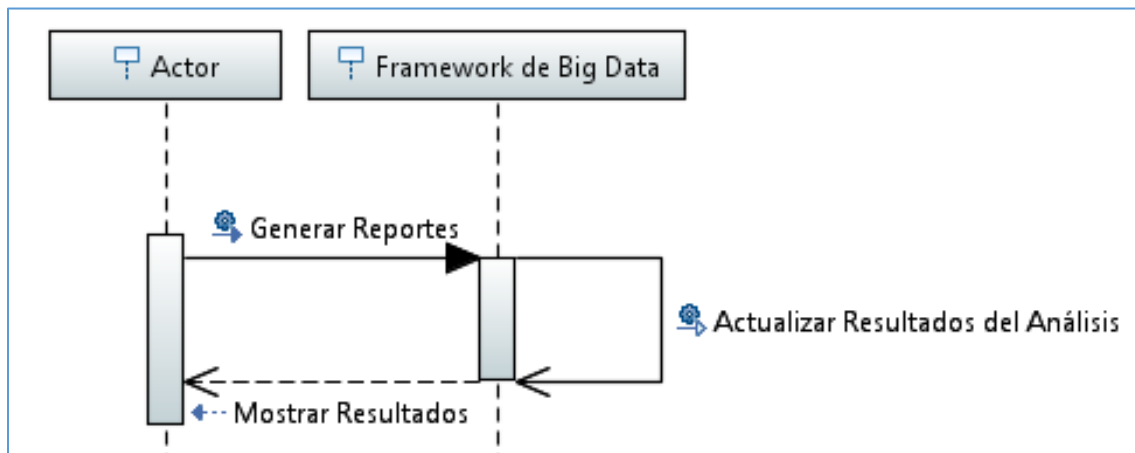 Actor
Framework de Big Data
Generar Reportes
Actualizar Resultados del Análisis
Mostrar Resultados